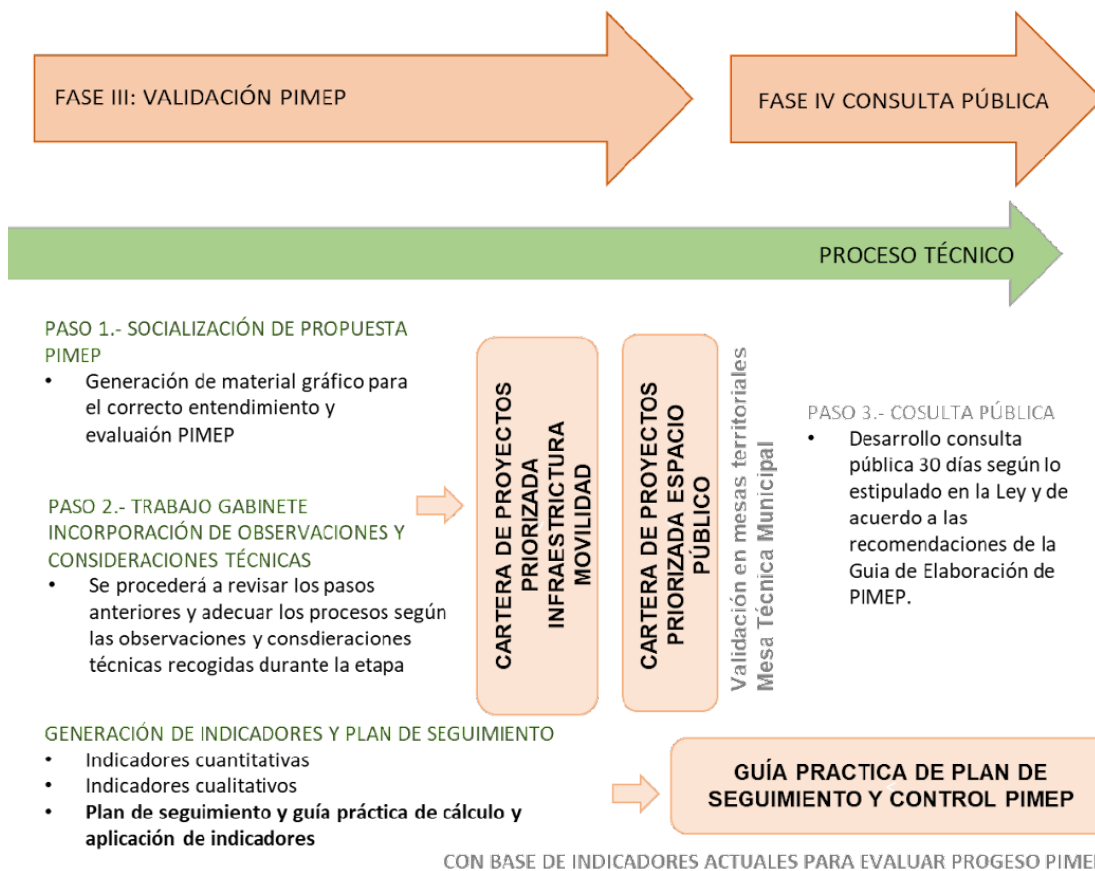 FASE III: VALIDACIÓN PIMEP
FASE IV CONSULTA PÚBLICA
PROCESO TÉCNICO
PASO 1.- SOCIALIZACIÓN DE PROPUESTA
PIMEP
• Generación de material gráfico para
el correcto entendimiento y
evaluaión PIMEP
PASO 2.- TRABAJO GABINETE
INCORPORACIÓN DE OBSERVACIONES Y
CONSIDERACIONES TÉCNICAS
• Se procederá a revisar los pasos
anteriores y adecuar los procesos según
las observaciones y consdieraciones
técnicas recogidas durante la etapa
CARTERA DE PROYECTOS
PRIORIZADA
INFRAESTRICTURA
MOVILIDAD
CARTERA DE PROYECTOS
PRIORIZADA ESPACIO
PÚBLICO
Validación en mesas territoriales
Mesa Técnica Municipal
PASO 3.- COSULTA PÚBLICA
• Desarrollo consulta
pública 30 días según lo
estipulado en la Ley y de
acuerdo a las
recomendaciones de la
Guia de Elaboración de
PIMEP.
GENERACIÓN DE INDICADORES Y PLAN DE SEGUIMIENTO
• Indicadores cuantitativas
• Indicadores cualitativos
• Plan de seguimiento y guía práctica de cálculo y
aplicación de indicadores
GUÍA PRACTICA DE PLAN DE
SEGUIMIENTO Y CONTROL PIMEP
CON BASE DE INDICADORES ACTUALES PARA EVALUAR PROGESO PIMEP